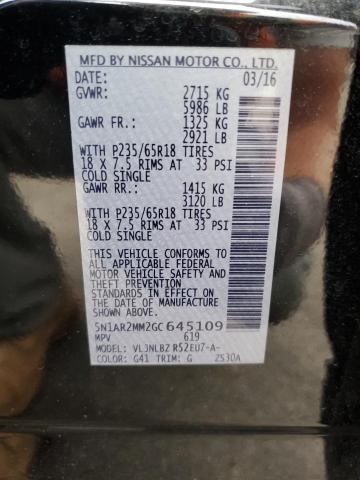 MFD BY NISSAN MOTOR CO., LTD.
DATE: 03/16
GVWR: 2715 KG
5986 LB
GAWR FR.: 1325 KG
2921 LB
WITH P235/65R18 TIRES
18 X 7.5 RIMS AT 33 PSI
COLD SINGLE
GAWR RR.: 1415 KG
3120 LB
WITH P235/65R18 TIRES
18 X 7.5 RIMS AT 33 PSI
COLD SINGLE
THIS VEHICLE CONFORMS TO
ALL APPLICABLE FEDERAL
MOTOR VEHICLE SAFETY,
THEFT AND BUMPER
STANDARDS IN EFFECT ON
THE DATE OF MANUFACTURE
SHOWN ABOVE.
5N1AR2MM2GC 645109
MPV 619
MODEL: VL3NLBZ R52EU7-A-
COLOR: G41 TRIM: G ZS30A